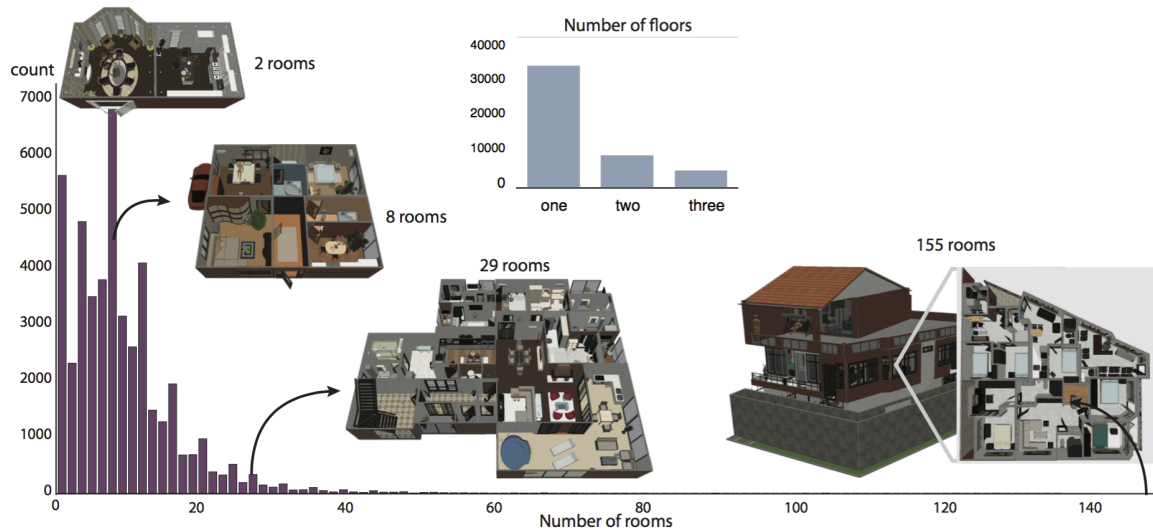 Number of floors
40000
30000
20000
10000
0
one two three
2 rooms
count
7000
6000
5000
4000
3000
2000
1000
0
8 rooms
29 rooms
155 rooms
0 20 40 60 80 100 120 140
Number of rooms